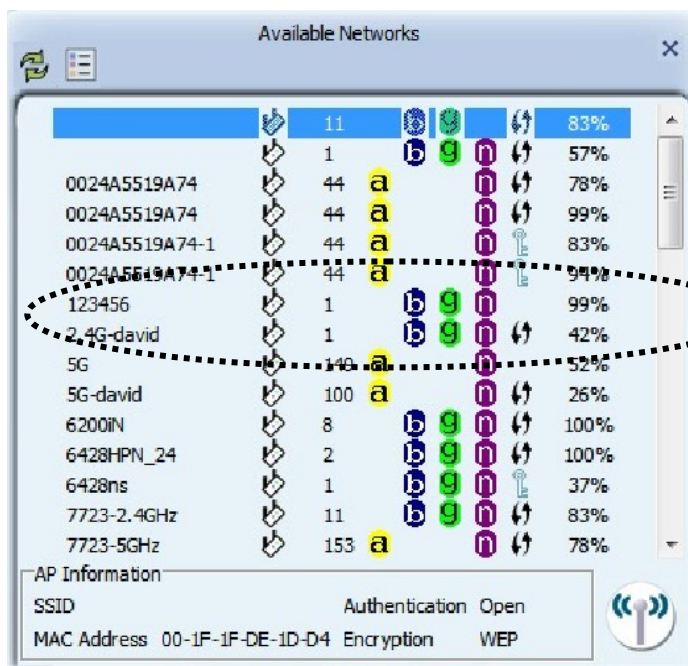 Available Networks
11 b g 83%
1 b g n 57%
0024A5519A74 44 a n 78%
0024A5519A74 44 a n 99%
0024A5519A74-1 44 a n 83%
0024A5519A74-1 44 a n 94%
123456 1 b g n 99%
2.4G-david 1 b g n 42%
5G 149 a n 52%
5G-david 100 a n 26%
6200iN 8 b g n 100%
6428HPN_24 2 b g n 100%
6428ns 1 b g n 37%
7723-2.4GHz 11 b g n 83%
7723-5GHz 153 a n 78%
AP Information
SSID Authentication Open
MAC Address 00-1F-1F-DE-1D-D4 Encryption WEP